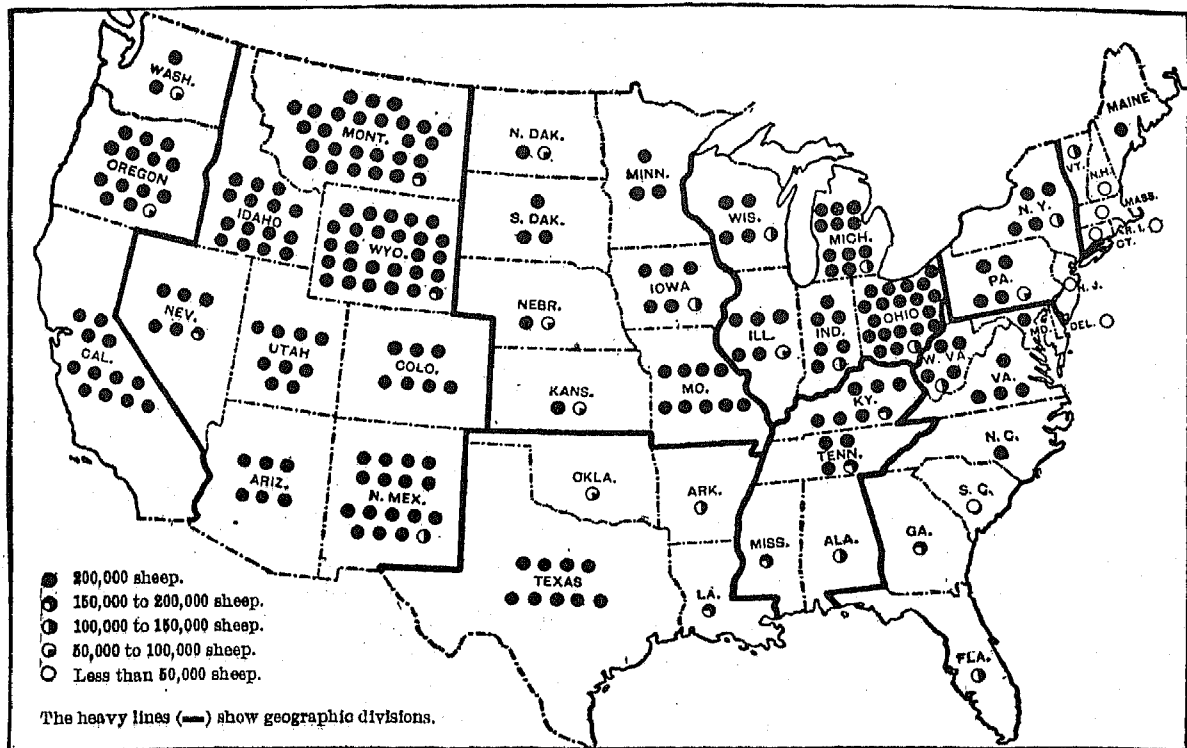 WASH.
MONT.
N. DAK.
MINN.
MAINE
OREGON
IDAHO
WYO.
S. DAK.
WIS.
MICH.
N. Y.
VT.
N.H.
MASS.
R. I.
CT.
NEV.
UTAH
COLO.
NEBR.
IOWA
ILL.
IND.
OHIO
PA.
N. J.
MD.
DEL.
CAL.
KANS.
MO.
KY.
W. VA.
VA.
ARIZ.
N. MEX.
OKLA.
ARK.
TENN.
N. C.
S. C.
TEXAS
LA.
MISS.
ALA.
GA.
FLA.
200,000 sheep.
150,000 to 200,000 sheep.
100,000 to 150,000 sheep.
50,000 to 100,000 sheep.
Less than 50,000 sheep.
The heavy lines (▬) show geographic divisions.